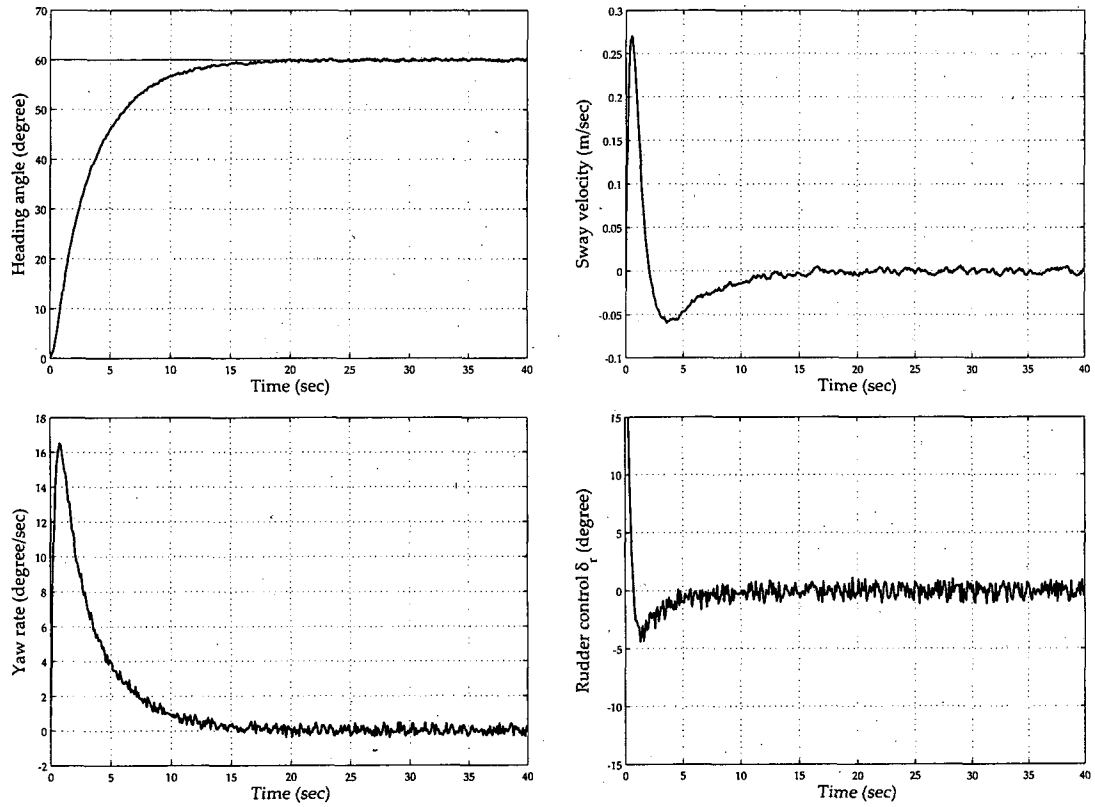 Heading angle (degree)
70
60
50
40
30
20
10
0
0 5 10 15 20 25 30 35 40
Time (sec)
Sway velocity (m/sec)
0.3
0.25
0.2
0.15
0.1
0.05
0
-0.05
-0.1
0 5 10 15 20 25 30 35 40
Time (sec)
Yaw rate (degree/sec)
18
16
14
12
10
8
6
4
2
0
-2
0 5 10 15 20 25 30 35 40
Time (sec)
Rudder control δr (degree)
15
10
5
0
-5
-10
-15
0 5 10 15 20 25 30 35 40
Time (sec)